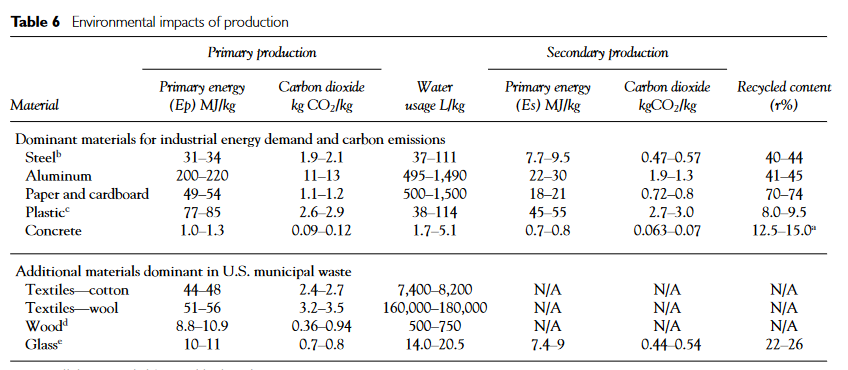 Table 6 Environmental impacts of production
Primary production Secondary production
Primary energy Carbon dioxide Water Primary energy Carbon dioxide Recycled content
Material (Ep) MJ/kg kg CO₂/kg usage L/kg (Es) MJ/kg kgCO₂/kg (r%)
Dominant materials for industrial energy demand and carbon emissions
Steelᵇ 31–34 1.9–2.1 37–111 7.7–9.5 0.47–0.57 40–44
Aluminum 200–220 11–13 495–1,490 22–30 1.9–1.3 41–45
Paper and cardboard 49–54 1.1–1.2 500–1,500 18–21 0.72–0.8 70–74
Plasticᶜ 77–85 2.6–2.9 38–114 45–55 2.7–3.0 8.0–9.5
Concrete 1.0–1.3 0.09–0.12 1.7–5.1 0.7–0.8 0.063–0.07 12.5–15.0ᵃ
Additional materials dominant in U.S. municipal waste
Textiles—cotton 44–48 2.4–2.7 7,400–8,200 N/A N/A N/A
Textiles—wool 51–56 3.2–3.5 160,000–180,000 N/A N/A N/A
Woodᵈ 8.8–10.9 0.36–0.94 500–750 N/A N/A N/A
Glassᵉ 10–11 0.7–0.8 14.0–20.5 7.4–9 0.44–0.54 22–26